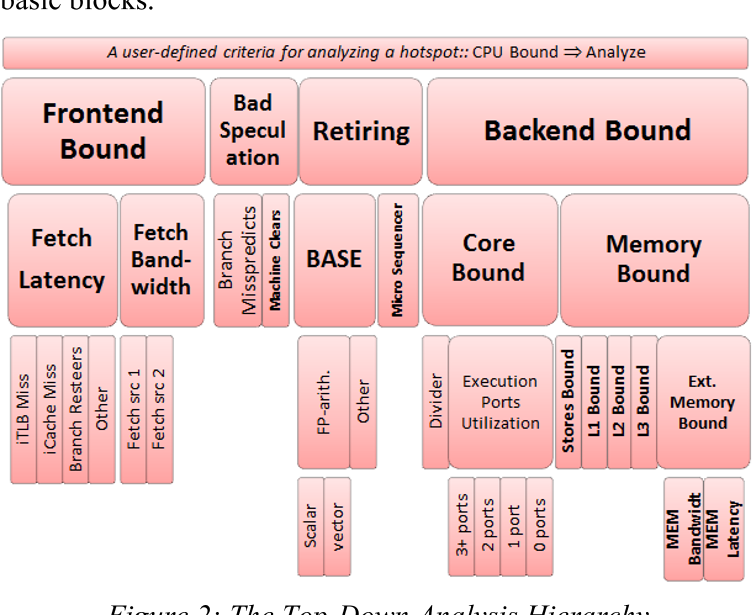 basic blocks.
A user-defined criteria for analyzing a hotspot:: CPU Bound ⇒ Analyze
Frontend
Bound
Bad
Specul
ation
Retiring
Backend Bound
Fetch
Latency
Fetch
Band-
width
Branch
Misspredicts
Machine Clears
BASE
Micro Sequencer
Core
Bound
Memory
Bound
iTLB Miss
iCache Miss
Branch Resteers
Other
Fetch src 1
Fetch src 2
FP-arith.
Other
Divider
Execution
Ports
Utilization
Stores Bound
L1 Bound
L2 Bound
L3 Bound
Ext.
Memory
Bound
Scalar
vector
3+ ports
2 ports
1 port
0 ports
MEM
Bandwidt
MEM
Latency
Figure 2: The Top-Down Analysis Hierarchy